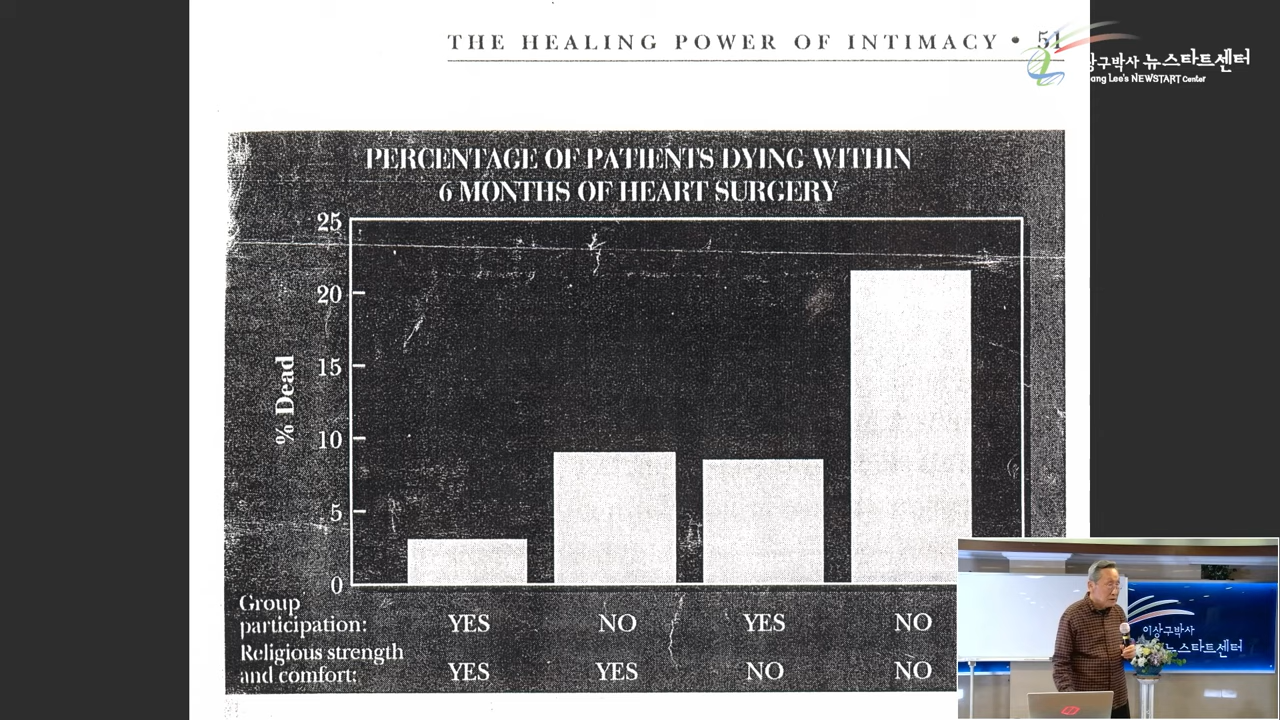 THE HEALING POWER OF INTIMACY • 51
상구박사 뉴스타트센터
ang Lee's NEWSTART Center
PERCENTAGE OF PATIENTS DYING WITHIN
6 MONTHS OF HEART SURGERY
25
20
15
10
5
0
% Dead
Group
participation: YES NO YES NO
Religious strength
and comfort: YES YES NO NO
이상구박사
뉴스타트센터